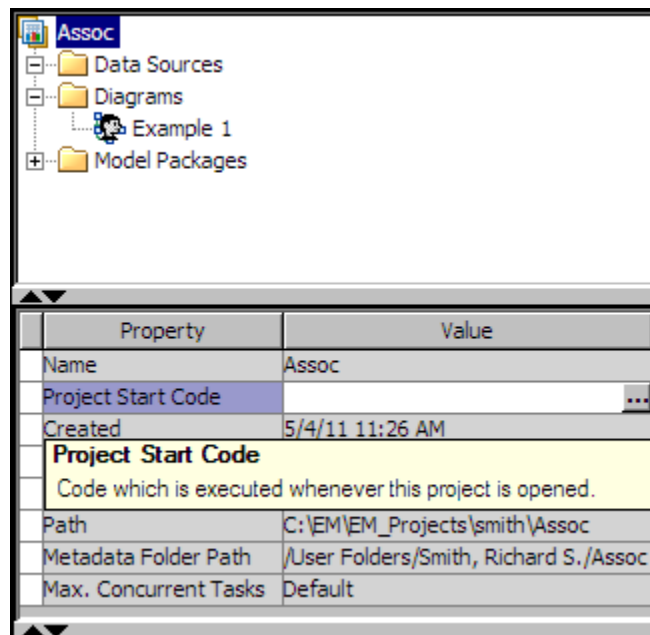 Assoc
Data Sources
Diagrams
Example 1
Model Packages
Property Value
Name Assoc
Project Start Code ...
Created 5/4/11 11:26 AM
Project Start Code
Code which is executed whenever this project is opened.
Path C:\EM\EM_Projects\smith\Assoc
Metadata Folder Path /User Folders/Smith, Richard S./Assoc
Max. Concurrent Tasks Default